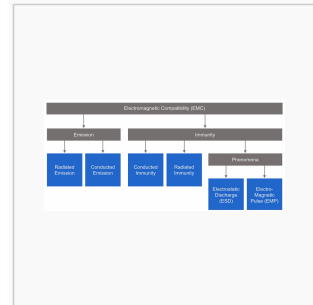 Electromagnetic Compatibility (EMC)
Emission
Immunity
Radiated
Emission
Conducted
Emission
Conducted
Immunity
Radiated
Immunity
Phenomena
Electrostatic
Discharge
(ESD)
Electro-
Magnetic
Pulse (EMP)